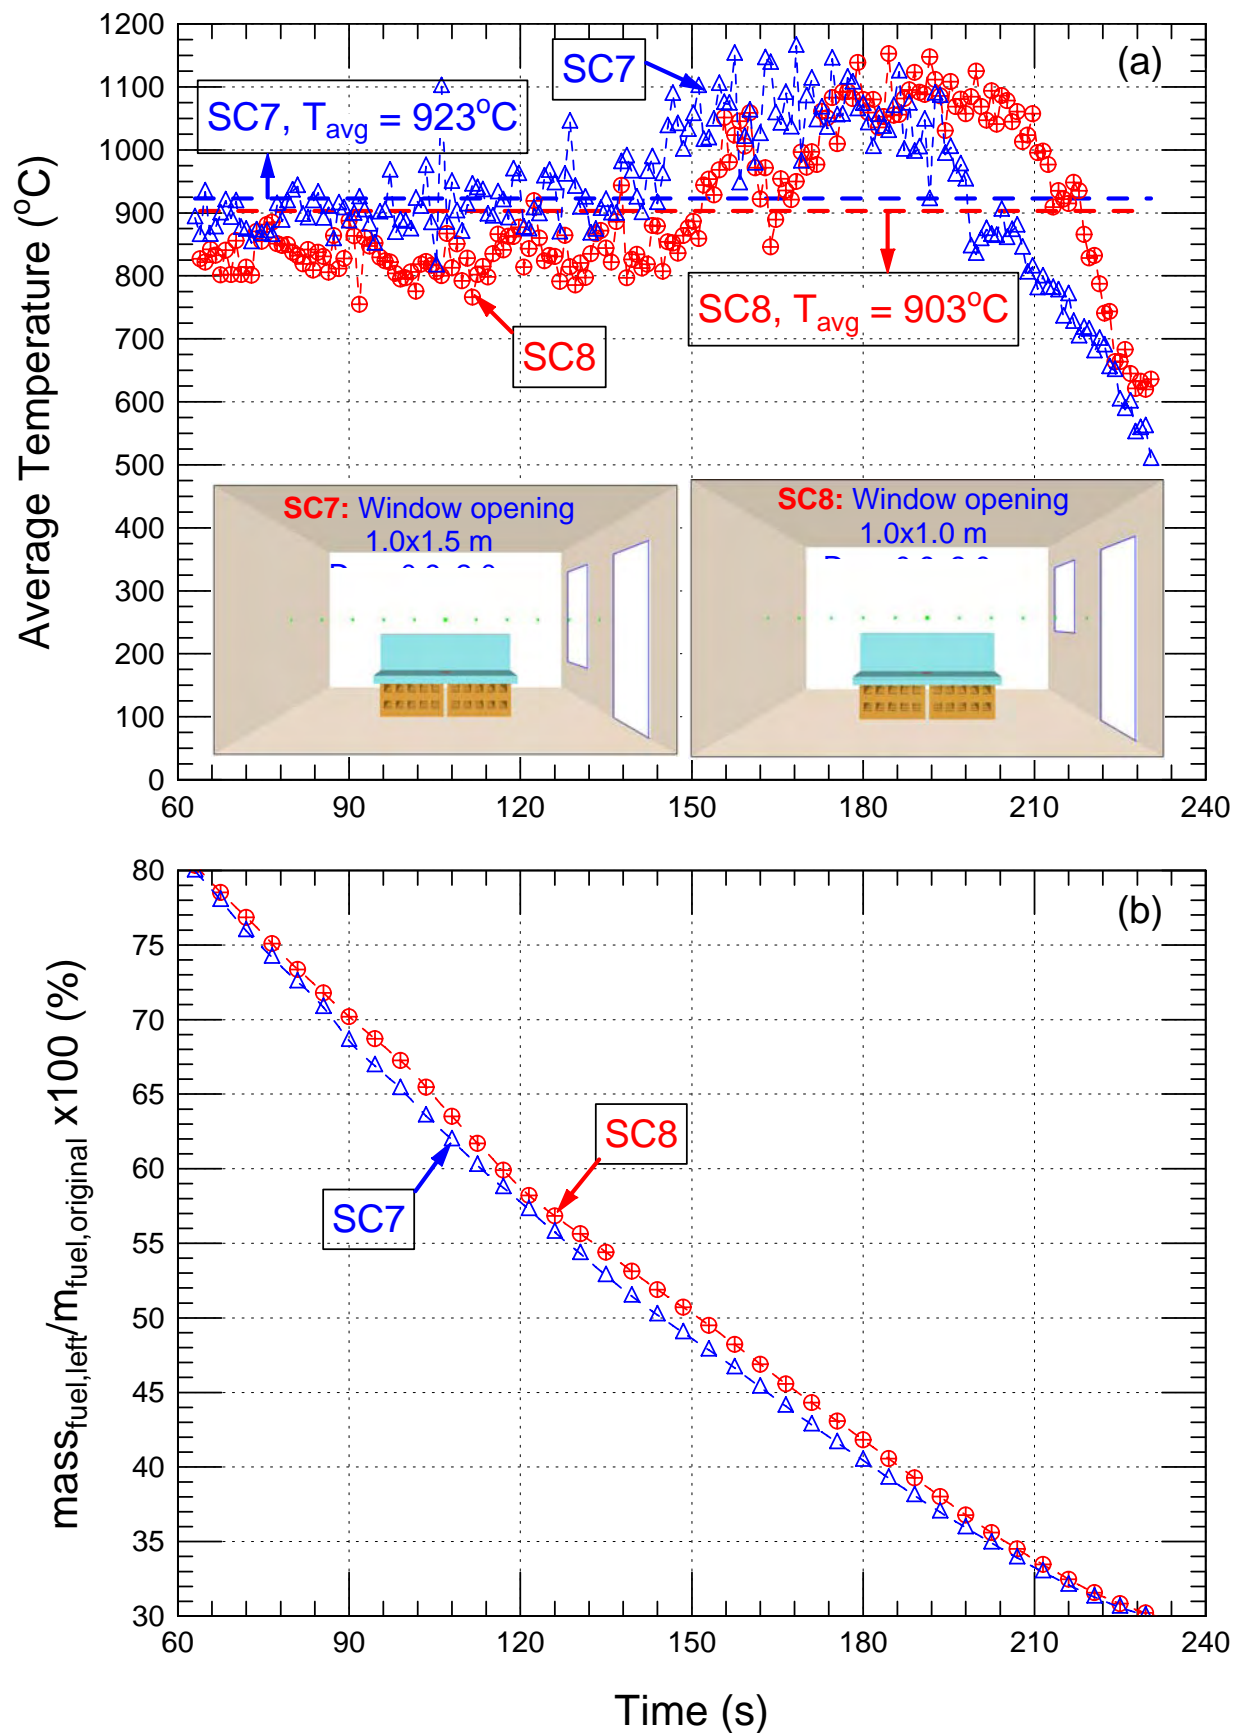 1200
1100
1000
900
800
700
600
500
400
300
200
100
0
Average Temperature (°C)
(a)
SC7
SC7, Tavg = 923°C
SC8, Tavg = 903°C
SC8
SC7: Window opening
1.0x1.5 m
SC8: Window opening
1.0x1.0 m
60 90 120 150 180 210 240
80
75
70
65
60
55
50
45
40
35
30
massfuel,left/mfuel,original x100 (%)
(b)
SC8
SC7
60 90 120 150 180 210 240
Time (s)